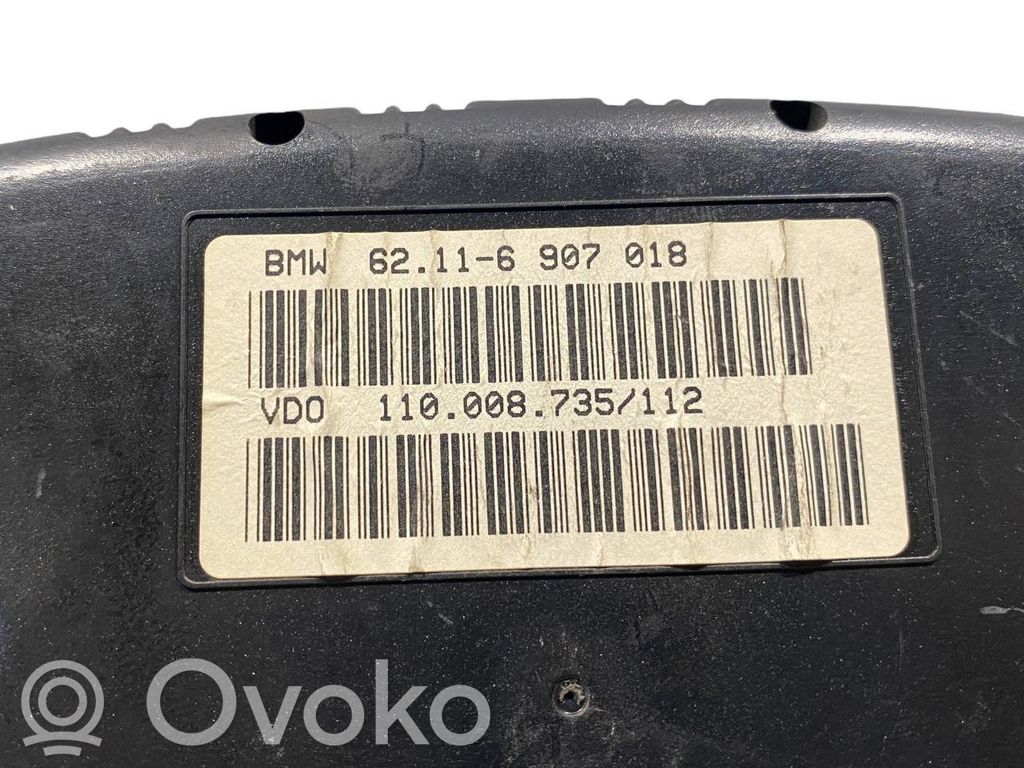 BMW 62.11-6 907 018
VDO 110.008.735/112
R Ovoko